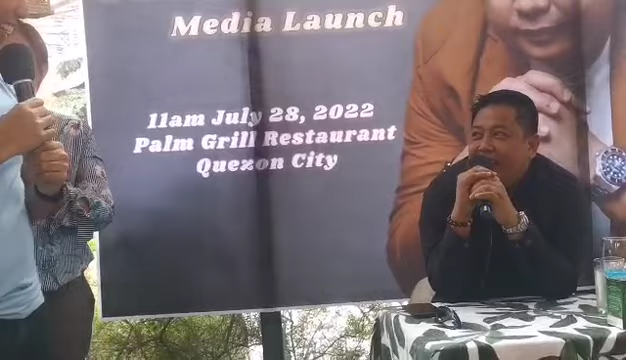 Media Launch
11am July 28, 2022
Palm Grill Restaurant
Quezon City